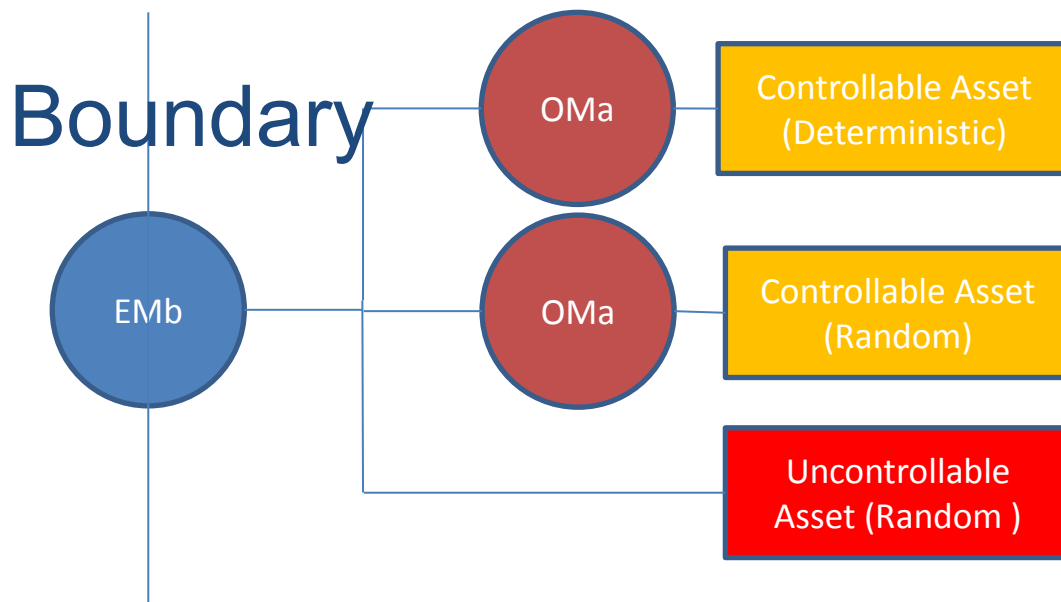 Boundary
OMa
Controllable Asset
(Deterministic)
EMb
OMa
Controllable Asset
(Random)
Uncontrollable
Asset (Random )